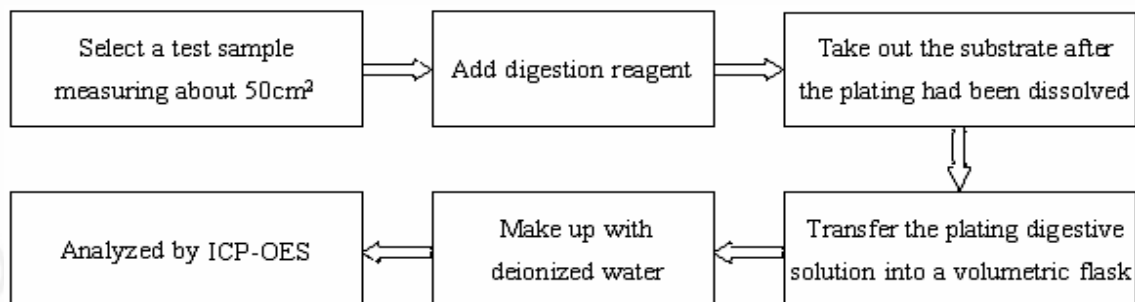 Select a test sample
measuring about 50cm²
Add digestion reagent
Take out the substrate after
the plating had been dissolved
Transfer the plating digestive
solution into a volumetric flask
Make up with
deionized water
Analyzed by ICP-OES